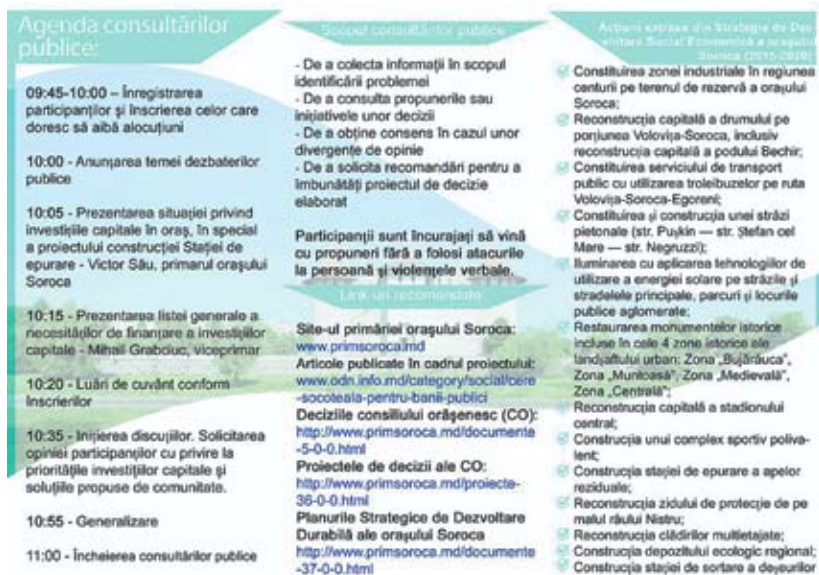 Agenda consultărilor
publice:
09:45-10:00 – Înregistrarea
participanților și înscrierea celor care
doresc să aibă alocuțiuni
10:00 - Anunțarea temei dezbaterilor
publice
10:05 - Prezentarea situației privind
investițiile capitale în oraș, în special
a proiectului construcției Stației de
epurare - Victor Său, primarul orașului
Soroca
10:15 - Prezentarea listei generale a
necesităților de finanțare a investițiilor
capitale - Mihail Grabciuc, viceprimar
10:20 - Luări de cuvânt conform
înscrierilor
10:35 - Inițierea discuțiilor. Solicitarea
opiniei participanților cu privire la
prioritățile investițiilor capitale și
soluțiile propuse de comunitate.
10:55 - Generalizare
11:00 - Încheierea consultărilor publice
Scopul consultărilor publice
- De a colecta informații în scopul
identificării problemei
- De a consulta propunerile sau
inițiativele unor decizii
- De a obține consens în cazul unor
divergențe de opinie
- De a solicita recomandări pentru a
îmbunătăți proiectul de decizie
elaborat
Participanții sunt încurajați să vină
cu propuneri fără a folosi atacurile
la persoană și violențele verbale.
Link-uri recomandate
Site-ul primăriei orașului Soroca:
www.primsoroca.md
Articole publicate în cadrul proiectului:
www.odn.info.md/category/social/cere
-socoteala-pentru-banii-publici
Deciziile consiliului orășenesc (CO):
http://www.primsoroca.md/documente
-5-0-0.html
Proiectele de decizii ale CO:
http://www.primsoroca.md/proiecte-
36-0-0.html
Planurile Strategice de Dezvoltare
Durabilă ale orașului Soroca
http://www.primsoroca.md/documente
-37-0-0.html
Acțiuni extrase din Strategie de Dez-
voltare Social Economică a orașului
Soroca (2015-2020)
Constituirea zonei industriale în regiunea
centurii pe terenul de rezervă a orașului
Soroca;
Reconstrucția capitală a drumului pe
porțiunea Volovița-Soroca, inclusiv
reconstrucția capitală a podului Bechir;
Constituirea serviciului de transport
public cu utilizarea troleibuzelor pe ruta
Volovița-Soroca-Egoreni;
Constituirea și construcția unei străzi
pietonale (str. Pușkin — str. Ștefan cel
Mare — str. Negruzzi);
Iluminarea cu aplicarea tehnologiilor de
utilizare a energiei solare pe străzile și
stradelele principale, parcuri și locurile
publice aglomerate;
Restaurarea monumentelor istorice
incluse în cele 4 zone istorice ale
landșaftului urban: Zona „Bujărăuca",
Zona „Muntoasă", Zona „Medievală",
Zona „Centrală";
Reconstrucția capitală a stadionului
central;
Construcția unui complex sportiv poliva-
lent;
Construcția stației de epurare a apelor
reziduale;
Reconstrucția zidului de protecție de pe
malul râului Nistru;
Reconstrucția clădirilor multietajate;
Construcția depozitului ecologic regional;
Construcția stației de sortare a deșeurilor